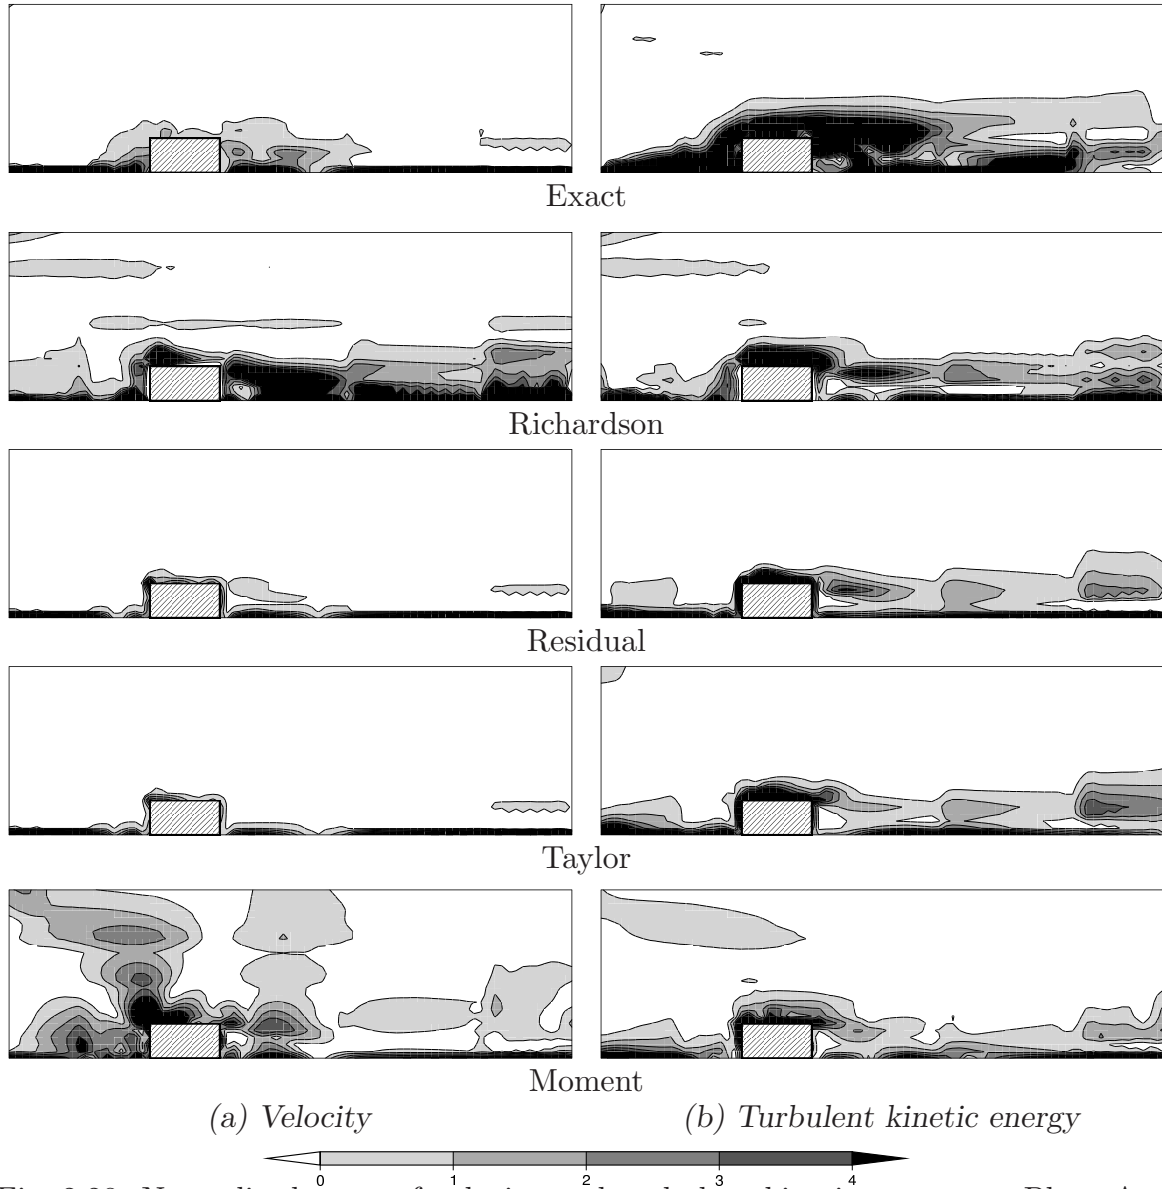 Exact
Richardson
Residual
Taylor
Moment
(a) Velocity
(b) Turbulent kinetic energy
0 1 2 3 4